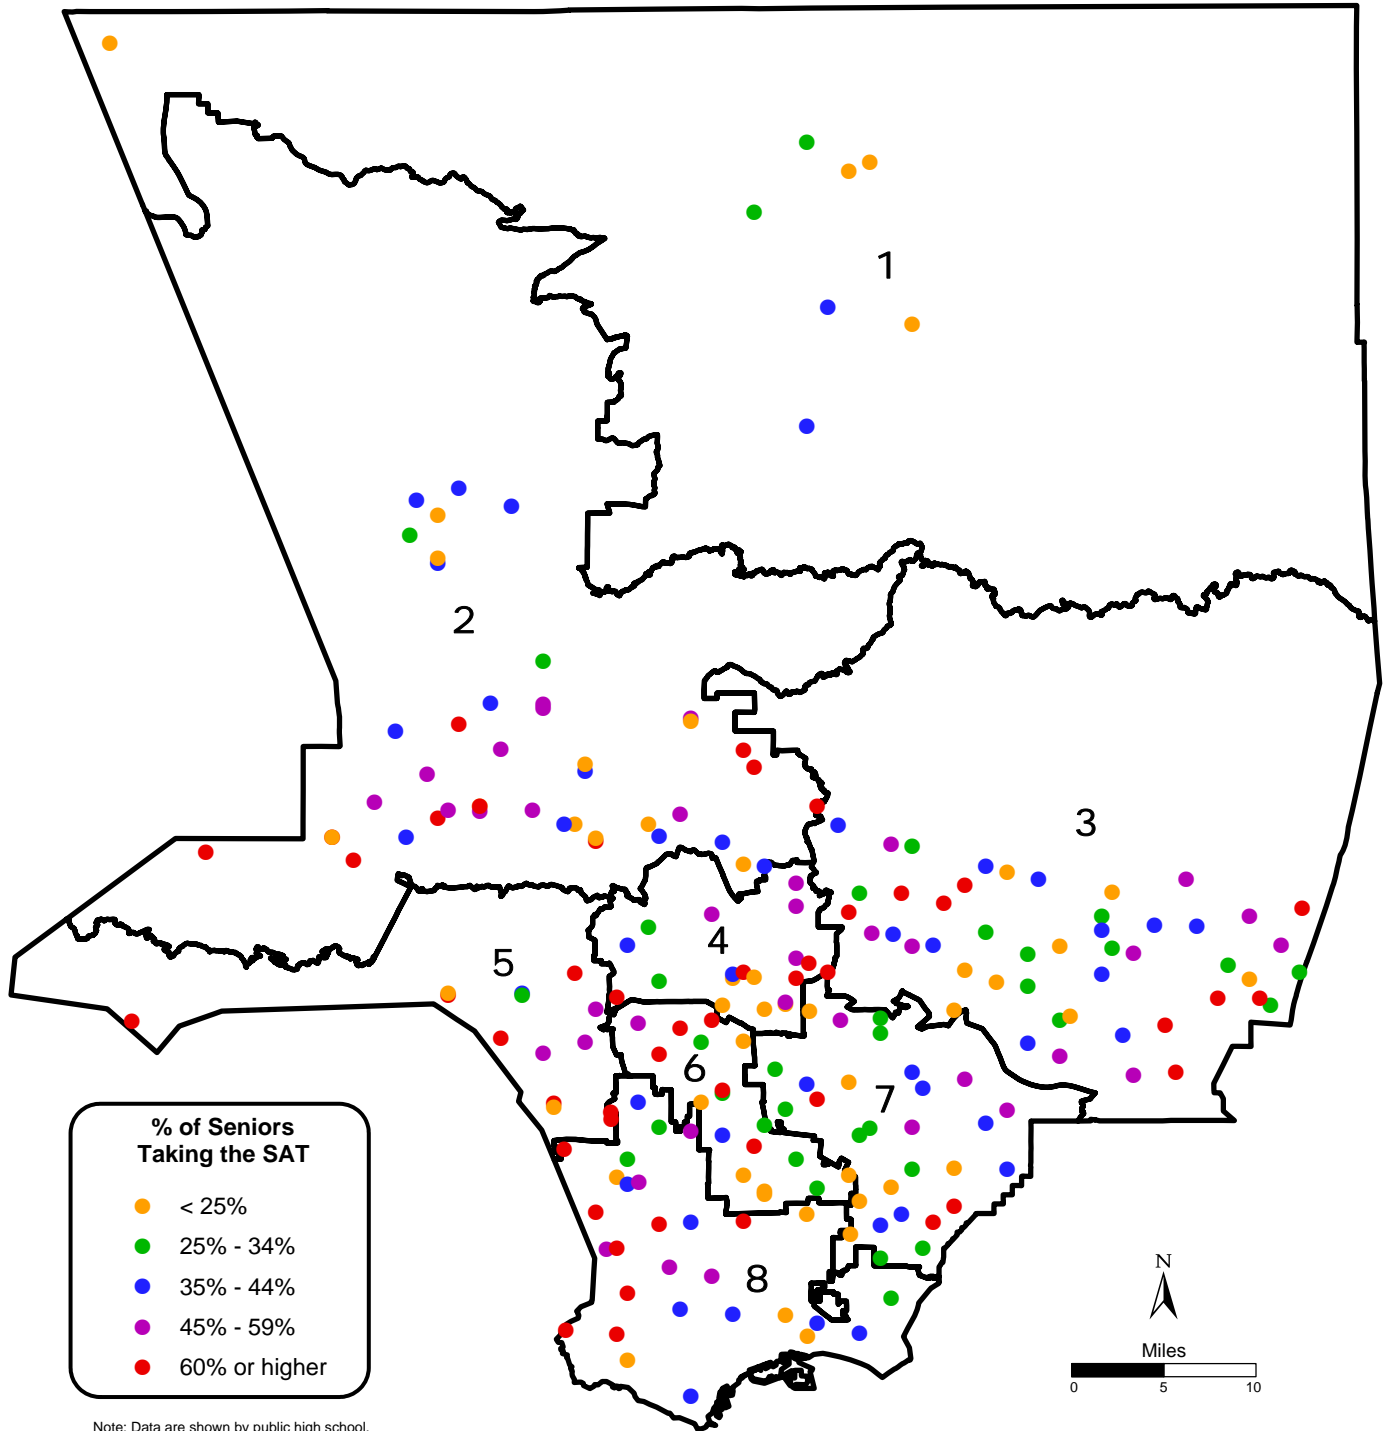 1
2
3
4
5
6
7
8
% of Seniors
Taking the SAT
< 25%
25% - 34%
35% - 44%
45% - 59%
60% or higher
N
Miles
0 5 10
Note: Data are shown by public high school.